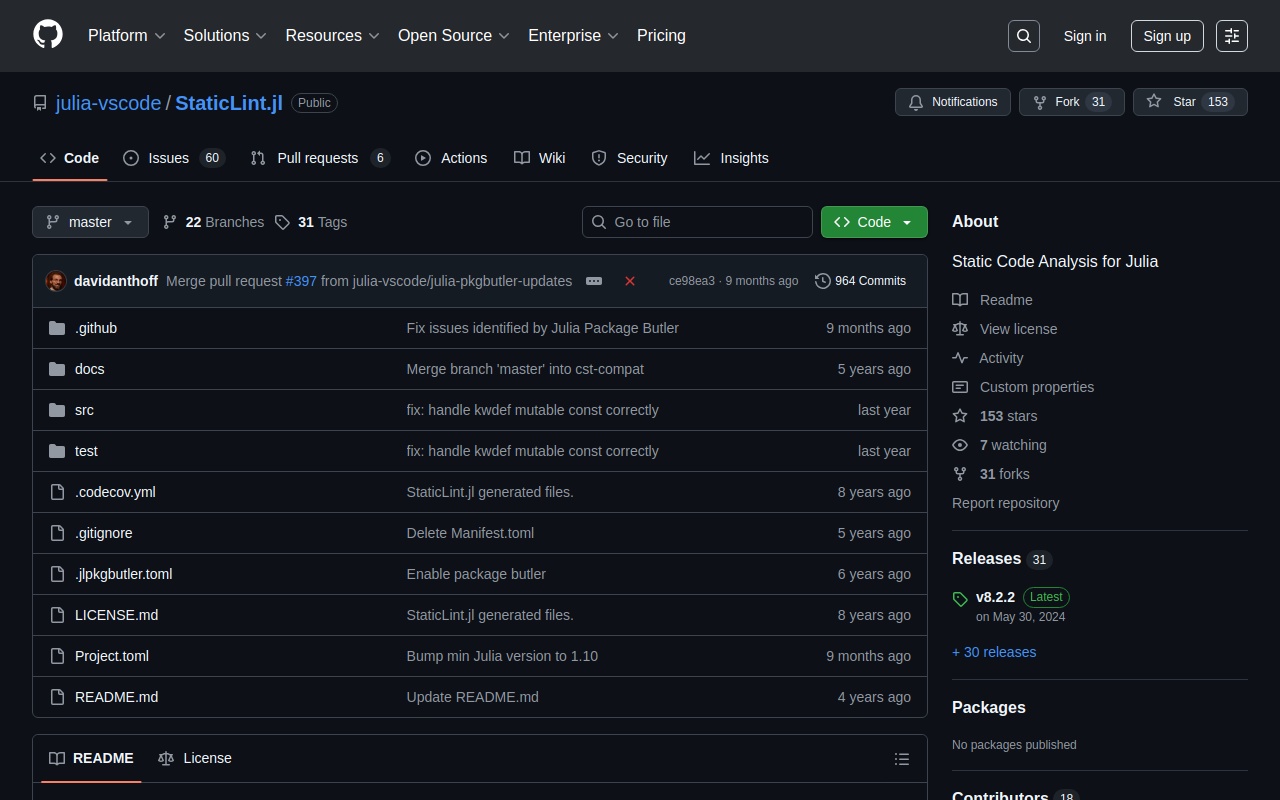 Platform Solutions Resources Open Source Enterprise Pricing Sign in Sign up
julia-vscode / StaticLint.jl Public Notifications Fork 31 Star 153
Code Issues 60 Pull requests 6 Actions Wiki Security Insights
master 22 Branches 31 Tags Go to file Code
davidanthoff Merge pull request #397 from julia-vscode/julia-pkgbutler-updates ce98ea3 · 9 months ago 964 Commits
.github Fix issues identified by Julia Package Butler 9 months ago
docs Merge branch 'master' into cst-compat 5 years ago
src fix: handle kwdef mutable const correctly last year
test fix: handle kwdef mutable const correctly last year
.codecov.yml StaticLint.jl generated files. 8 years ago
.gitignore Delete Manifest.toml 5 years ago
.jlpkgbutler.toml Enable package butler 6 years ago
LICENSE.md StaticLint.jl generated files. 8 years ago
Project.toml Bump min Julia version to 1.10 9 months ago
README.md Update README.md 4 years ago
README License
About
Static Code Analysis for Julia
Readme
View license
Activity
Custom properties
153 stars
7 watching
31 forks
Report repository
Releases 31
v8.2.2 Latest
on May 30, 2024
+ 30 releases
Packages
No packages published
Contributors 18